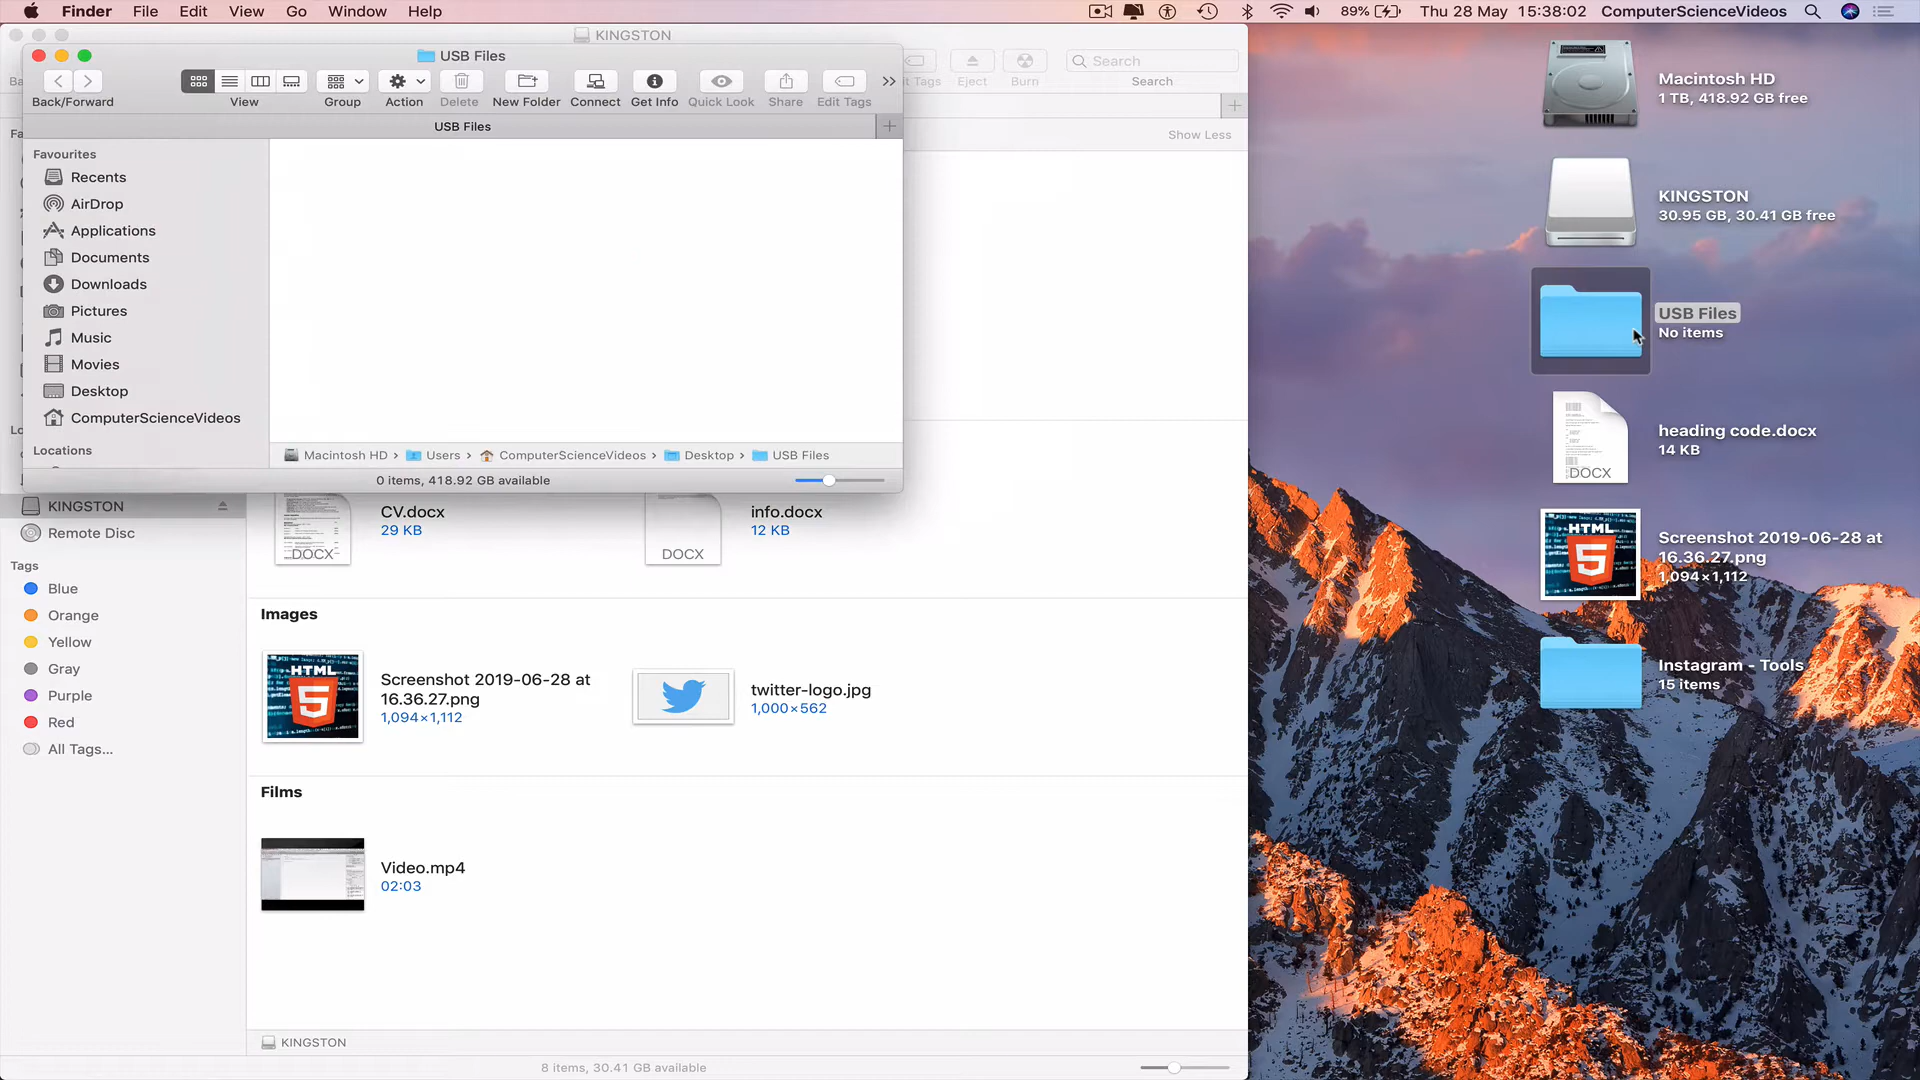 Finder File Edit View Go Window Help
89% Thu 28 May 15:38:02 ComputerScienceVideos
KINGSTON
Search
Eject Burn Search
Show Less
USB Files
Back/Forward View Group Action Delete New Folder Connect Get Info Quick Look Share Edit Tags
USB Files
Favourites
Recents
AirDrop
Applications
Documents
Downloads
Pictures
Music
Movies
Desktop
ComputerScienceVideos
Locations
Macintosh HD › Users › ComputerScienceVideos › Desktop › USB Files
0 items, 418.92 GB available
KINGSTON
Remote Disc
Tags
Blue
Orange
Yellow
Gray
Purple
Red
All Tags...
DOCX
CV.docx
29 KB
DOCX
info.docx
12 KB
Images
HTML
5
Screenshot 2019-06-28 at
16.36.27.png
1,094×1,112
twitter-logo.jpg
1,000×562
Films
Video.mp4
02:03
KINGSTON
8 items, 30.41 GB available
Macintosh HD
1 TB, 418.92 GB free
KINGSTON
30.95 GB, 30.41 GB free
USB Files
No items
DOCX
heading code.docx
14 KB
HTML
5
Screenshot 2019-06-28 at
16.36.27.png
1,094×1,112
Instagram - Tools
15 items